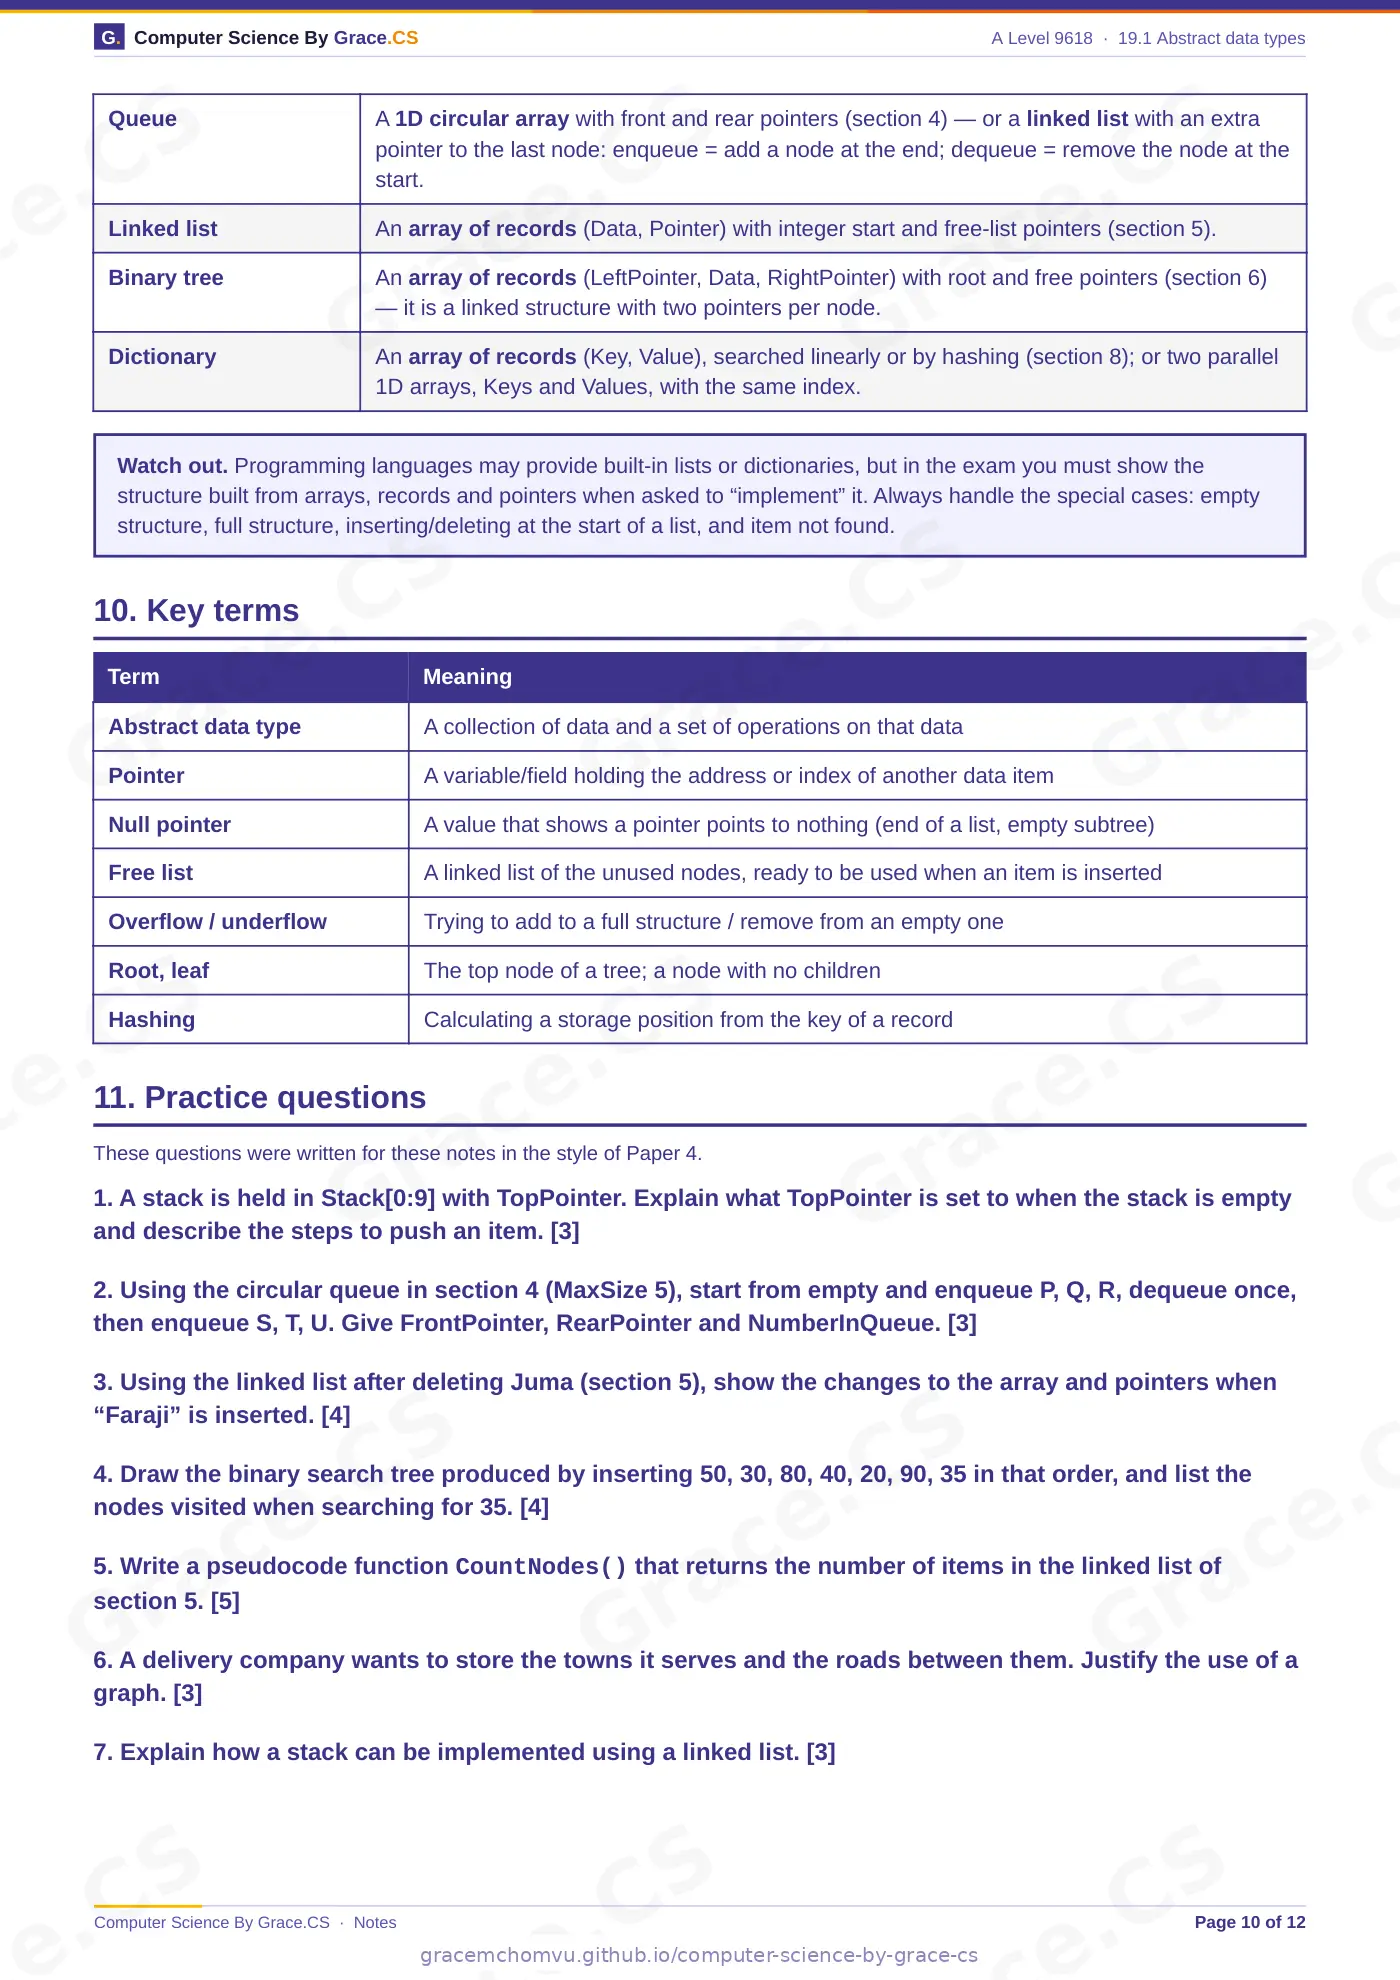 G. Computer Science By Grace.CS
A Level 9618 · 19.1 Abstract data types
Queue
A 1D circular array with front and rear pointers (section 4) — or a linked list with an extra
pointer to the last node: enqueue = add a node at the end; dequeue = remove the node at the
start.
Linked list
An array of records (Data, Pointer) with integer start and free-list pointers (section 5).
Binary tree
An array of records (LeftPointer, Data, RightPointer) with root and free pointers (section 6)
— it is a linked structure with two pointers per node.
Dictionary
An array of records (Key, Value), searched linearly or by hashing (section 8); or two parallel
1D arrays, Keys and Values, with the same index.
Watch out. Programming languages may provide built-in lists or dictionaries, but in the exam you must show the
structure built from arrays, records and pointers when asked to “implement” it. Always handle the special cases: empty
structure, full structure, inserting/deleting at the start of a list, and item not found.
10. Key terms
Term
Meaning
Abstract data type
A collection of data and a set of operations on that data
Pointer
A variable/field holding the address or index of another data item
Null pointer
A value that shows a pointer points to nothing (end of a list, empty subtree)
Free list
A linked list of the unused nodes, ready to be used when an item is inserted
Overflow / underflow
Trying to add to a full structure / remove from an empty one
Root, leaf
The top node of a tree; a node with no children
Hashing
Calculating a storage position from the key of a record
11. Practice questions
These questions were written for these notes in the style of Paper 4.
1. A stack is held in Stack[0:9] with TopPointer. Explain what TopPointer is set to when the stack is empty
and describe the steps to push an item. [3]
2. Using the circular queue in section 4 (MaxSize 5), start from empty and enqueue P, Q, R, dequeue once,
then enqueue S, T, U. Give FrontPointer, RearPointer and NumberInQueue. [3]
3. Using the linked list after deleting Juma (section 5), show the changes to the array and pointers when
“Faraji” is inserted. [4]
4. Draw the binary search tree produced by inserting 50, 30, 80, 40, 20, 90, 35 in that order, and list the
nodes visited when searching for 35. [4]
5. Write a pseudocode function CountNodes() that returns the number of items in the linked list of
section 5. [5]
6. A delivery company wants to store the towns it serves and the roads between them. Justify the use of a
graph. [3]
7. Explain how a stack can be implemented using a linked list. [3]
Computer Science By Grace.CS · Notes
Page 10 of 12
gracemchomvu.github.io/computer-science-by-grace-cs